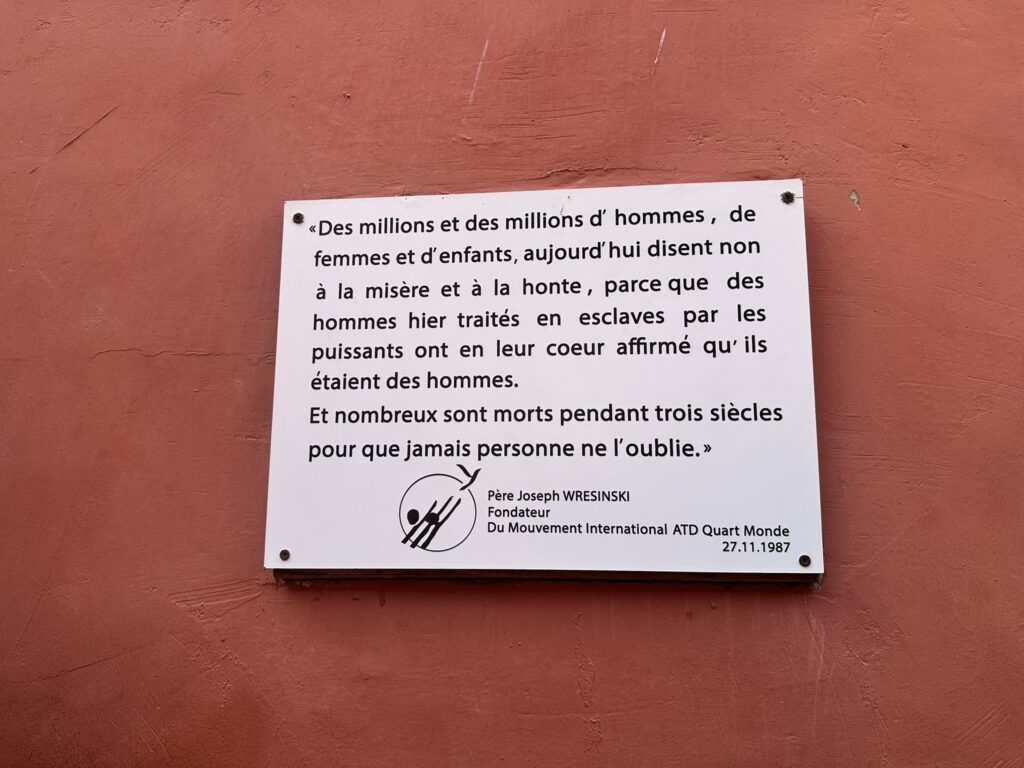 «Des millions et des millions d' hommes , de
femmes et d'enfants, aujourd'hui disent non
à la misère et à la honte , parce que des
hommes hier traités en esclaves par les
puissants ont en leur coeur affirmé qu' ils
étaient des hommes.
Et nombreux sont morts pendant trois siècles
pour que jamais personne ne l'oublie.»
Père Joseph WRESINSKI
Fondateur
Du Mouvement International ATD Quart Monde
27.11.1987